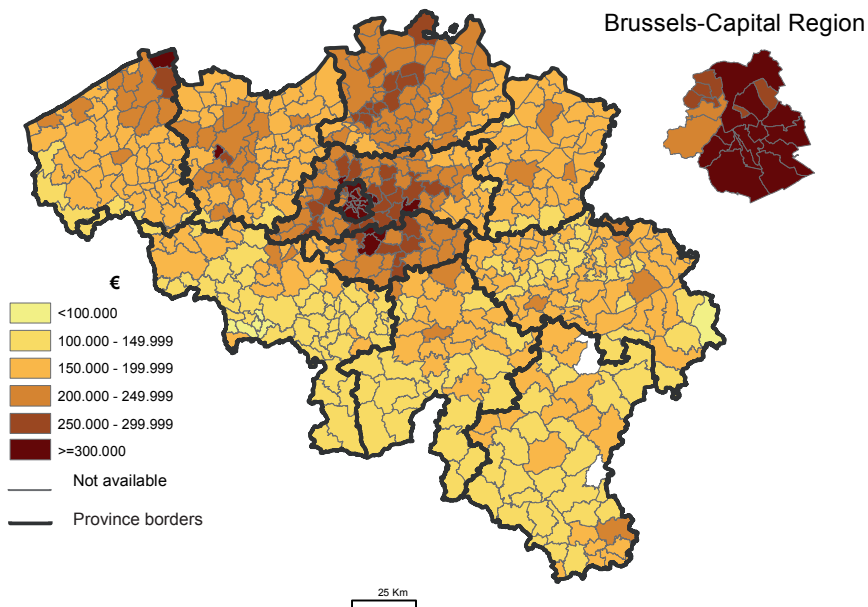 Brussels-Capital Region
€
<100.000
100.000 - 149.999
150.000 - 199.999
200.000 - 249.999
250.000 - 299.999
>=300.000
Not available
Province borders
25 Km